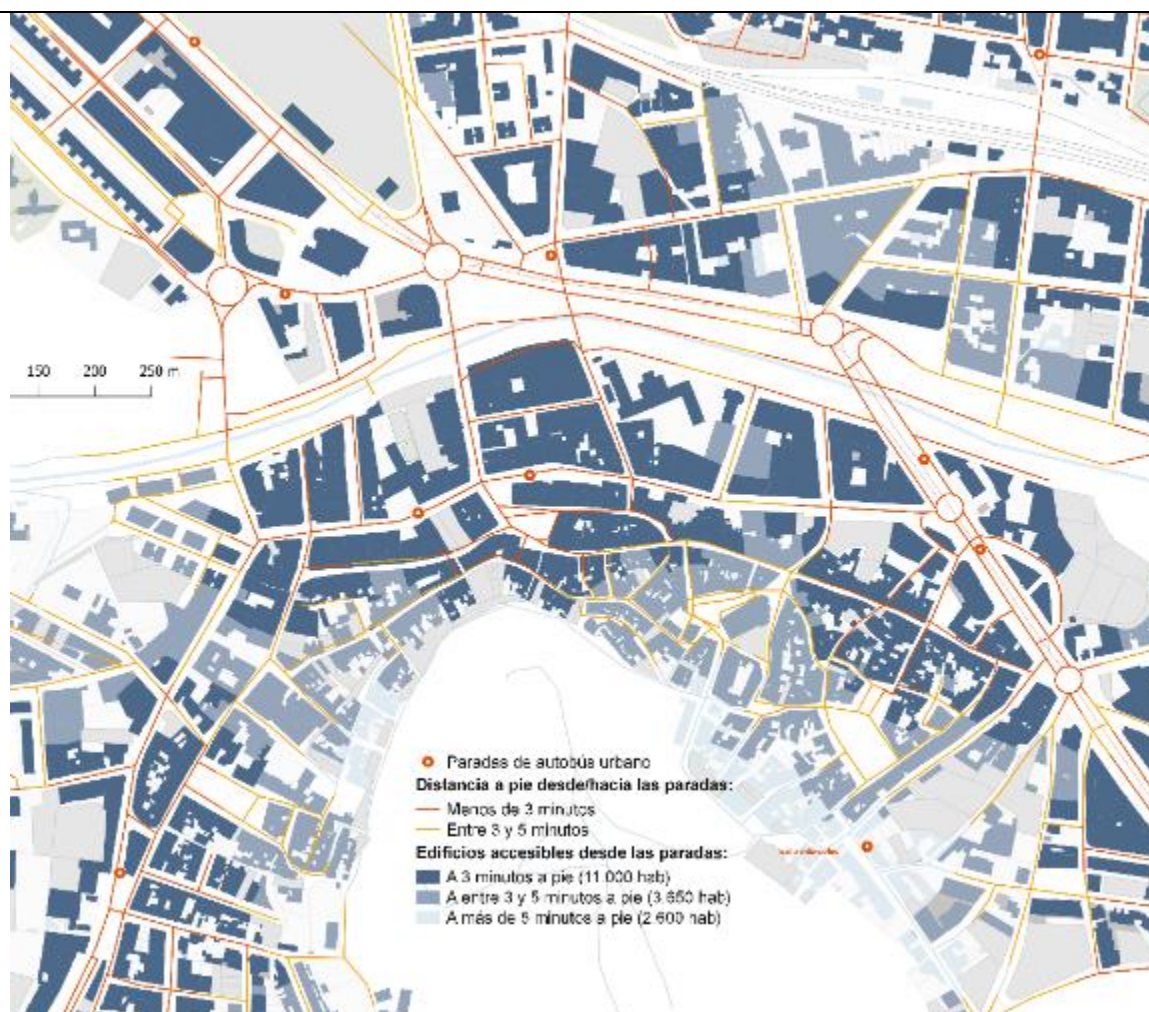 150 200 250 m
Paradas de autobús urbano
Distancia a pie desde/hacia las paradas:
Menos de 3 minutos
Entre 3 y 5 minutos
Edificios accesibles desde las paradas:
A 3 minutos a pie (11 000 hab)
A entre 3 y 5 minutos a pie (3 650 hab)
A más de 5 minutos a pie (2 600 hab)